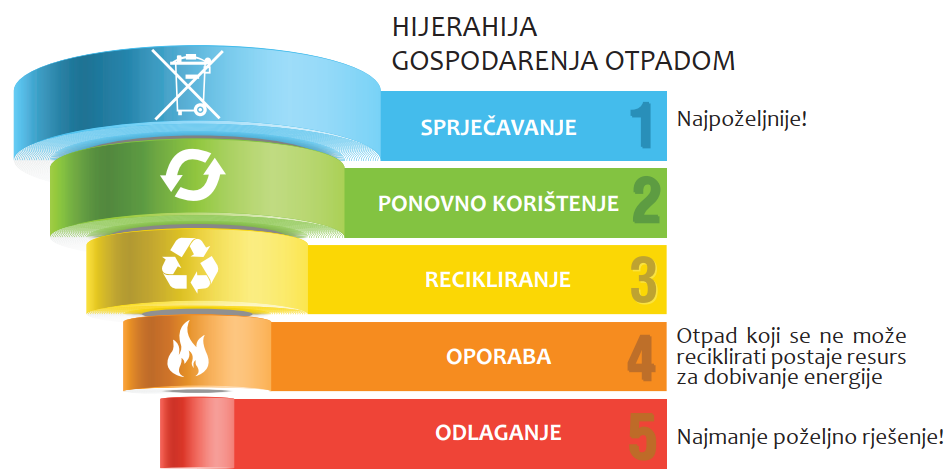 HIJERAHIJA
GOSPODARENJA OTPADOM
SPRJEČAVANJE 1 Najpoželjnije!
PONOVNO KORIŠTENJE 2
RECIKLIRANJE 3
OPORABA 4
Otpad koji se ne može
reciklirati postaje resurs
za dobivanje energije
ODLAGANJE 5 Najmanje poželjno rješenje!